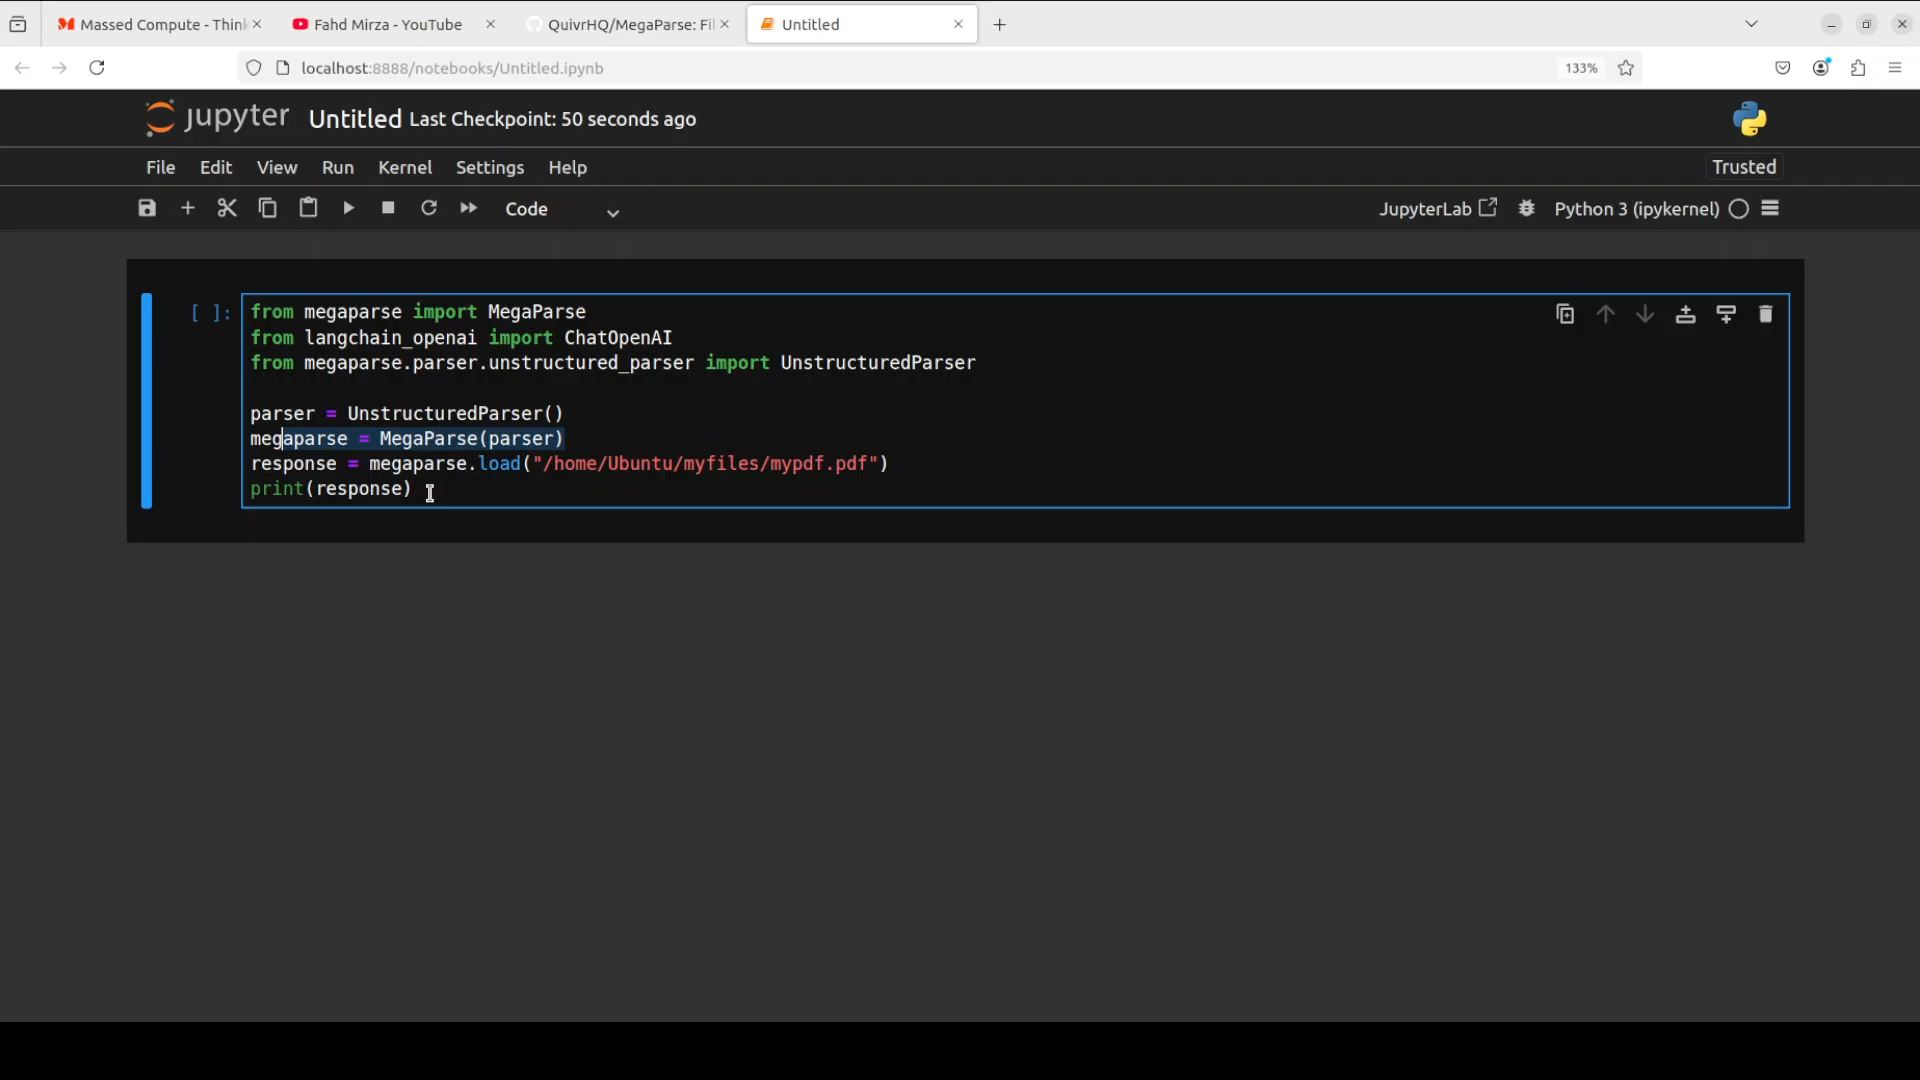 Massed Compute - Think
Fahd Mirza - YouTube
QuivrHQ/MegaParse: Fil
Untitled
localhost:8888/notebooks/Untitled.ipynb
133%
jupyter
Untitled Last Checkpoint: 50 seconds ago
File Edit View Run Kernel Settings Help
Trusted
Code
JupyterLab
Python 3 (ipykernel)
[ ]:
from megaparse import MegaParse
from langchain_openai import ChatOpenAI
from megaparse.parser.unstructured_parser import UnstructuredParser
parser = UnstructuredParser()
megaparse = MegaParse(parser)
response = megaparse.load("/home/Ubuntu/myfiles/mypdf.pdf")
print(response)